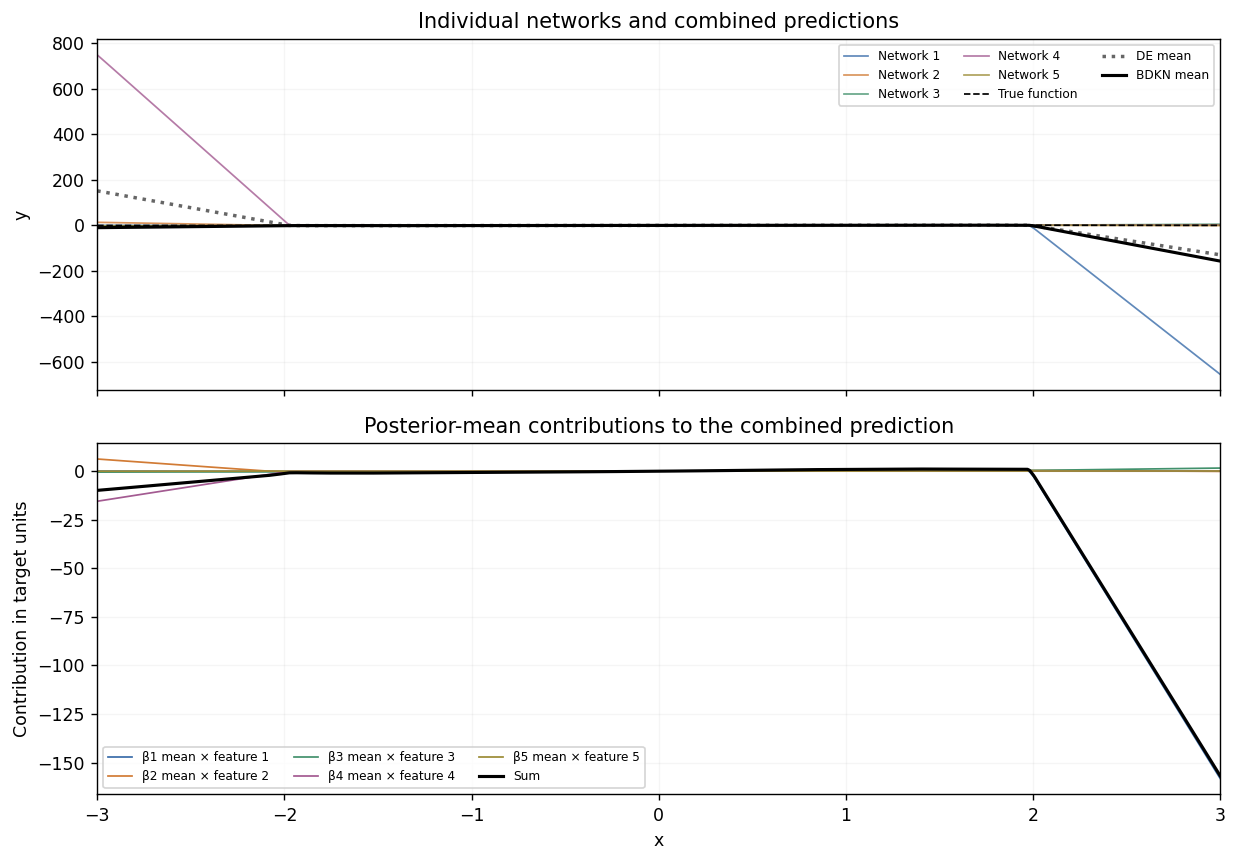 Individual networks and combined predictions
800
600
400
200
0
−200
−400
−600
y
Network 1
Network 2
Network 3
Network 4
Network 5
True function
DE mean
BDKN mean
Posterior-mean contributions to the combined prediction
0
−25
−50
−75
−100
−125
−150
Contribution in target units
β1 mean × feature 1
β2 mean × feature 2
β3 mean × feature 3
β4 mean × feature 4
β5 mean × feature 5
Sum
−3
−2
−1
0
1
2
3
x